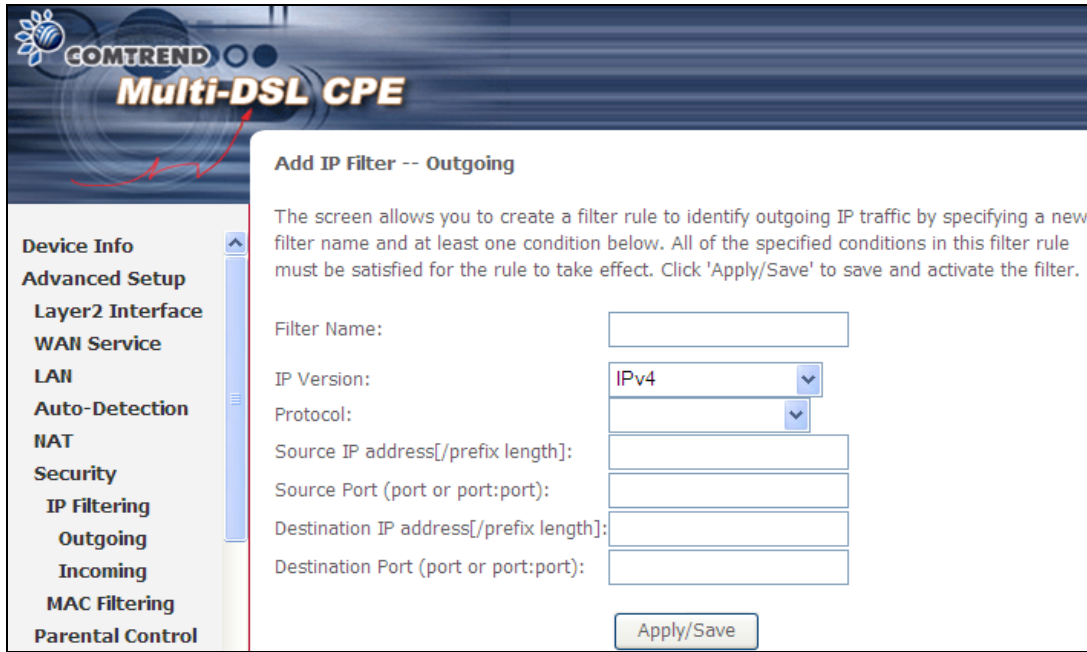 COMTREND
Multi-DSL CPE
Device Info
Advanced Setup
Layer2 Interface
WAN Service
LAN
Auto-Detection
NAT
Security
IP Filtering
Outgoing
Incoming
MAC Filtering
Parental Control
Add IP Filter -- Outgoing
The screen allows you to create a filter rule to identify outgoing IP traffic by specifying a new
filter name and at least one condition below. All of the specified conditions in this filter rule
must be satisfied for the rule to take effect. Click 'Apply/Save' to save and activate the filter.
Filter Name:
IP Version: IPv4
Protocol:
Source IP address[/prefix length]:
Source Port (port or port:port):
Destination IP address[/prefix length]:
Destination Port (port or port:port):
Apply/Save